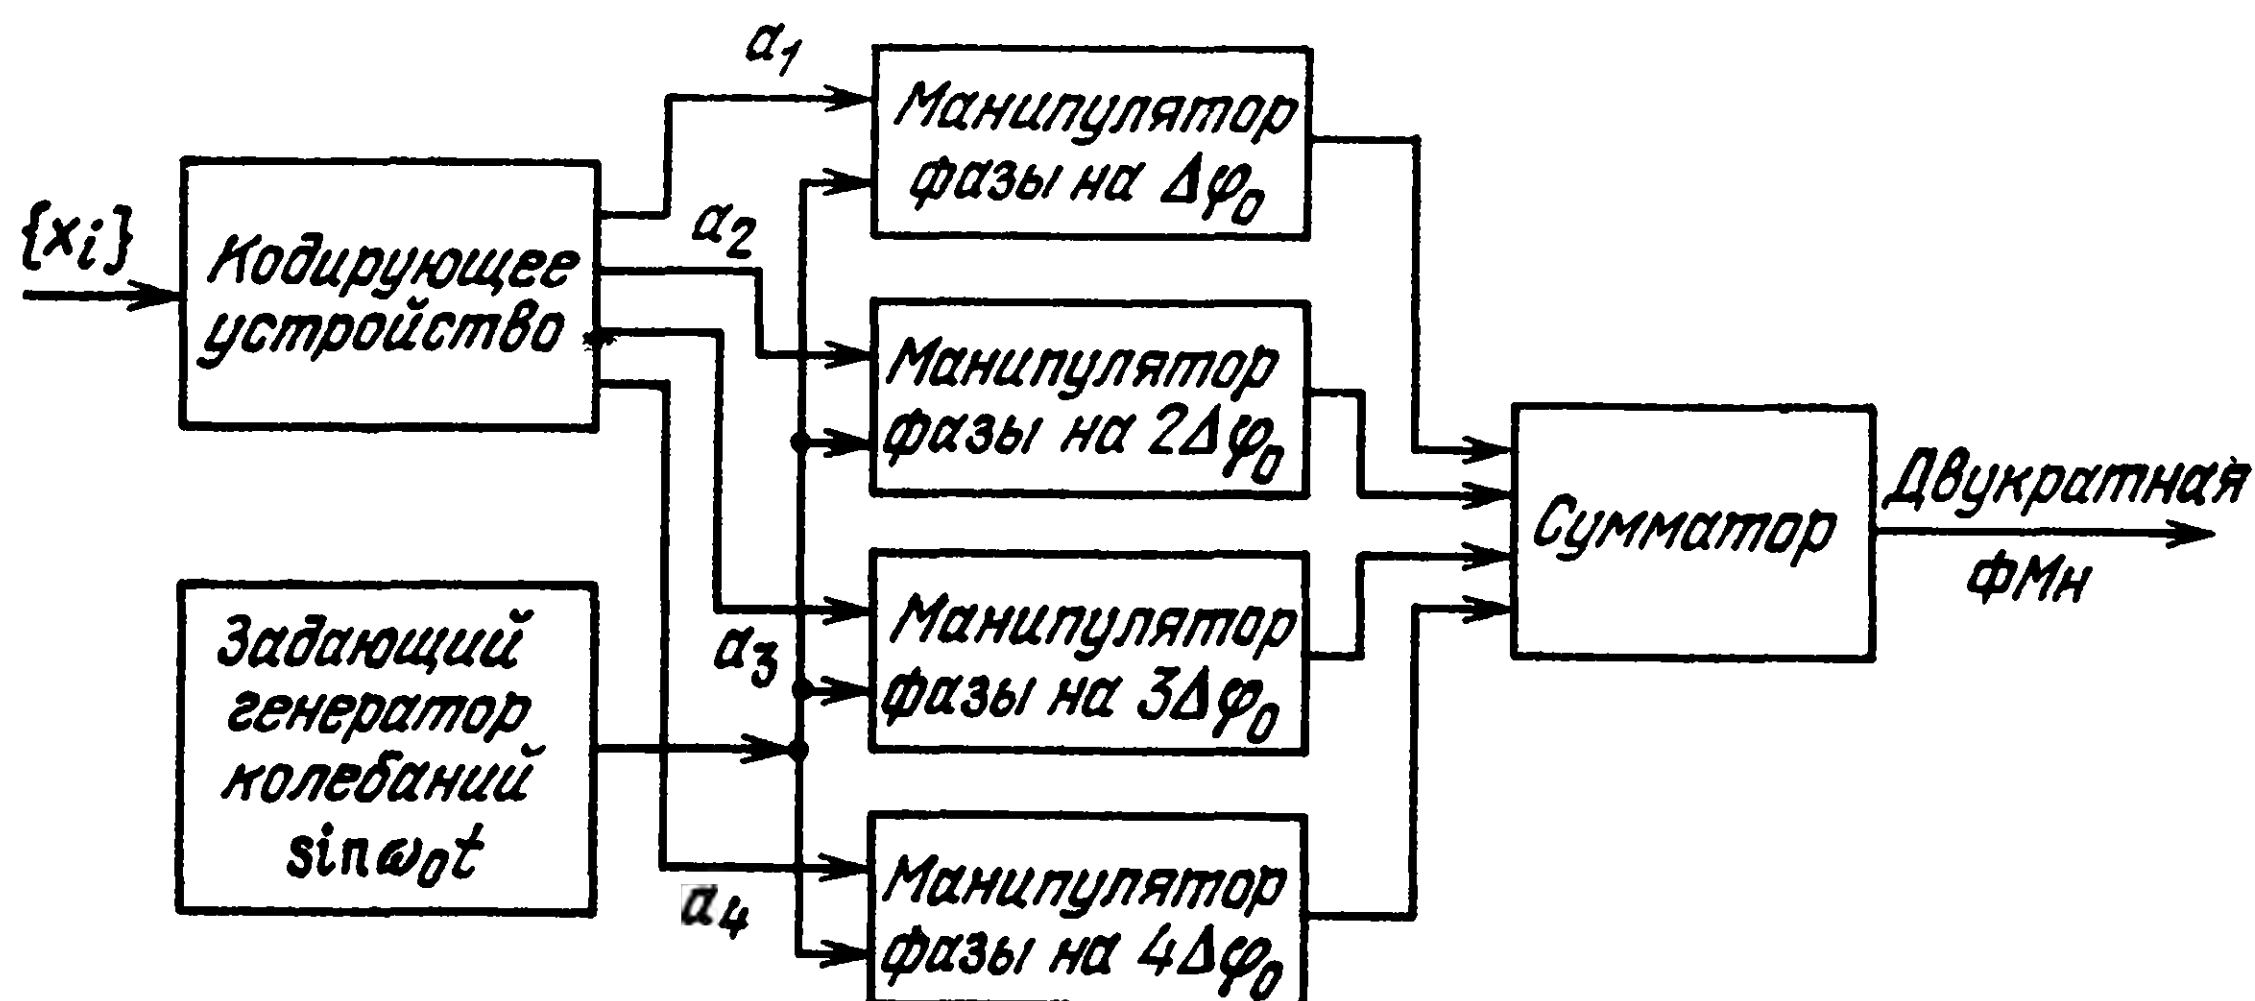 {xᵢ}
Кодирующее
устройство
Задающий
генератор
колебаний
sinω₀t
a₁
a₂
a₃
a₄
Манипулятор
фазы на Δφ₀
Манипулятор
фазы на 2Δφ₀
Манипулятор
фазы на 3Δφ₀
Манипулятор
фазы на 4Δφ₀
Сумматор
Двукратная
ФМн